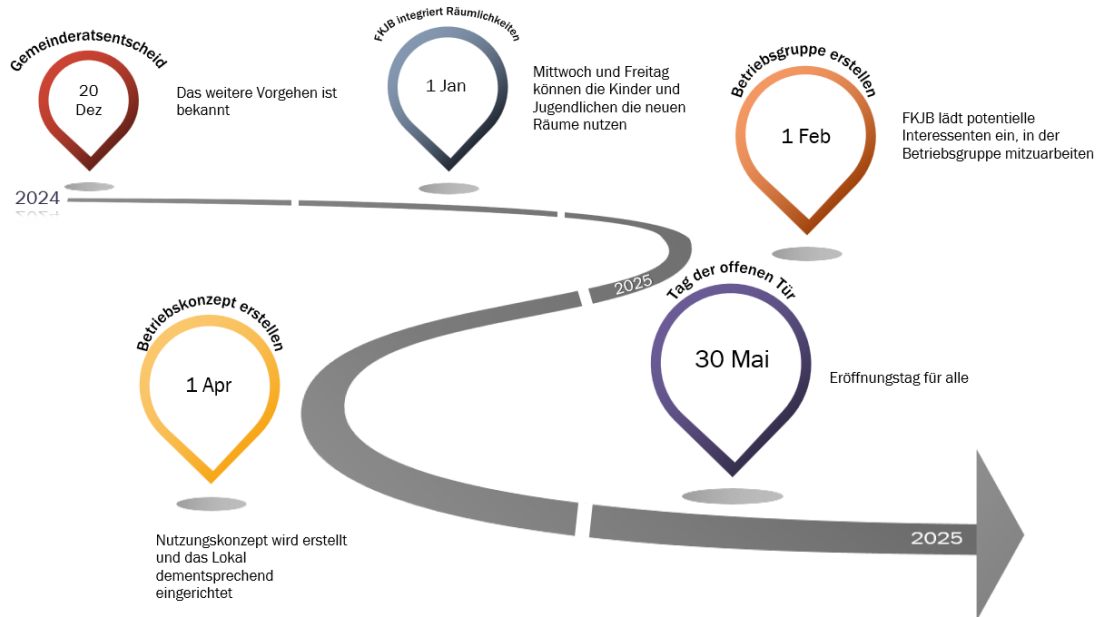 Gemeinderatsentscheid
20
Dez
Das weitere Vorgehen ist
bekannt
FKJB integriert Räumlichkeiten
1 Jan
Mittwoch und Freitag
können die Kinder und
Jugendlichen die neuen
Räume nutzen
Betriebsgruppe erstellen
1 Feb
FKJB lädt potentielle
Interessenten ein, in der
Betriebsgruppe mitzuarbeiten
2024
2025
Betriebskonzept erstellen
1 Apr
Nutzungskonzept wird erstellt
und das Lokal
dementsprechend
eingerichtet
Tag der offenen Tür
30 Mai
Eröffnungstag für alle
2025